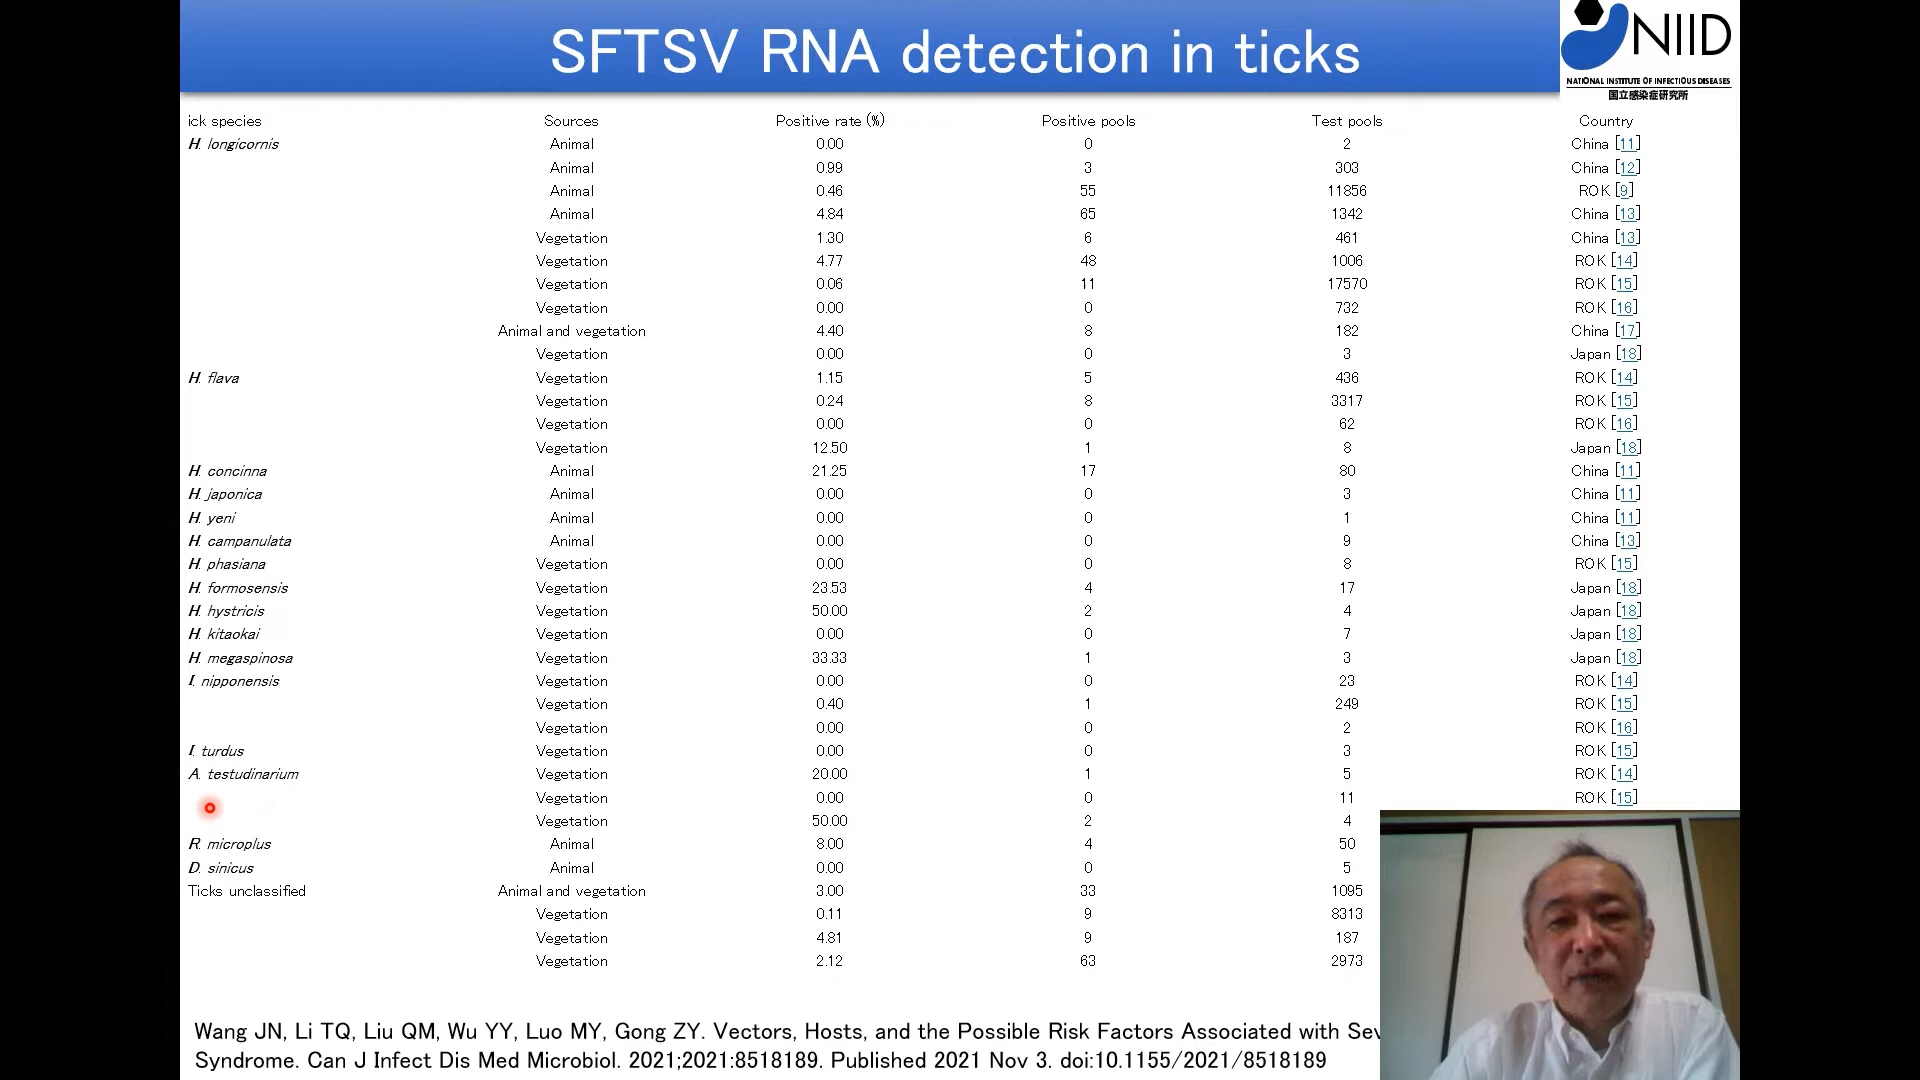 SFTSV RNA detection in ticks
NIID
NATIONAL INSTITUTE OF INFECTIOUS DISEASES
国立感染症研究所
ick species Sources Positive rate (%) Positive pools Test pools Country
H. longicornis Animal 0.00 0 2 China [11]
Animal 0.99 3 303 China [12]
Animal 0.46 55 11856 ROK [9]
Animal 4.84 65 1342 China [13]
Vegetation 1.30 6 461 China [13]
Vegetation 4.77 48 1006 ROK [14]
Vegetation 0.06 11 17570 ROK [15]
Vegetation 0.00 0 732 ROK [16]
Animal and vegetation 4.40 8 182 China [17]
Vegetation 0.00 0 3 Japan [18]
H. flava Vegetation 1.15 5 436 ROK [14]
Vegetation 0.24 8 3317 ROK [15]
Vegetation 0.00 0 62 ROK [16]
Vegetation 12.50 1 8 Japan [18]
H. concinna Animal 21.25 17 80 China [11]
H. japonica Animal 0.00 0 3 China [11]
H. yeni Animal 0.00 0 1 China [11]
H. campanulata Animal 0.00 0 9 China [13]
H. phasiana Vegetation 0.00 0 8 ROK [15]
H. formosensis Vegetation 23.53 4 17 Japan [18]
H. hystricis Vegetation 50.00 2 4 Japan [18]
H. kitaokai Vegetation 0.00 0 7 Japan [18]
H. megaspinosa Vegetation 33.33 1 3 Japan [18]
I. nipponensis Vegetation 0.00 0 23 ROK [14]
Vegetation 0.40 1 249 ROK [15]
Vegetation 0.00 0 2 ROK [16]
I. turdus Vegetation 0.00 0 3 ROK [15]
A. testudinarium Vegetation 20.00 1 5 ROK [14]
Vegetation 0.00 0 11 ROK [15]
Vegetation 50.00 2 4
R. microplus Animal 8.00 4 50
D. sinicus Animal 0.00 0 5
Ticks unclassified Animal and vegetation 3.00 33 1095
Vegetation 0.11 9 8313
Vegetation 4.81 9 187
Vegetation 2.12 63 2973
Wang JN, Li TQ, Liu QM, Wu YY, Luo MY, Gong ZY. Vectors, Hosts, and the Possible Risk Factors Associated with Sev
Syndrome. Can J Infect Dis Med Microbiol. 2021;2021:8518189. Published 2021 Nov 3. doi:10.1155/2021/8518189